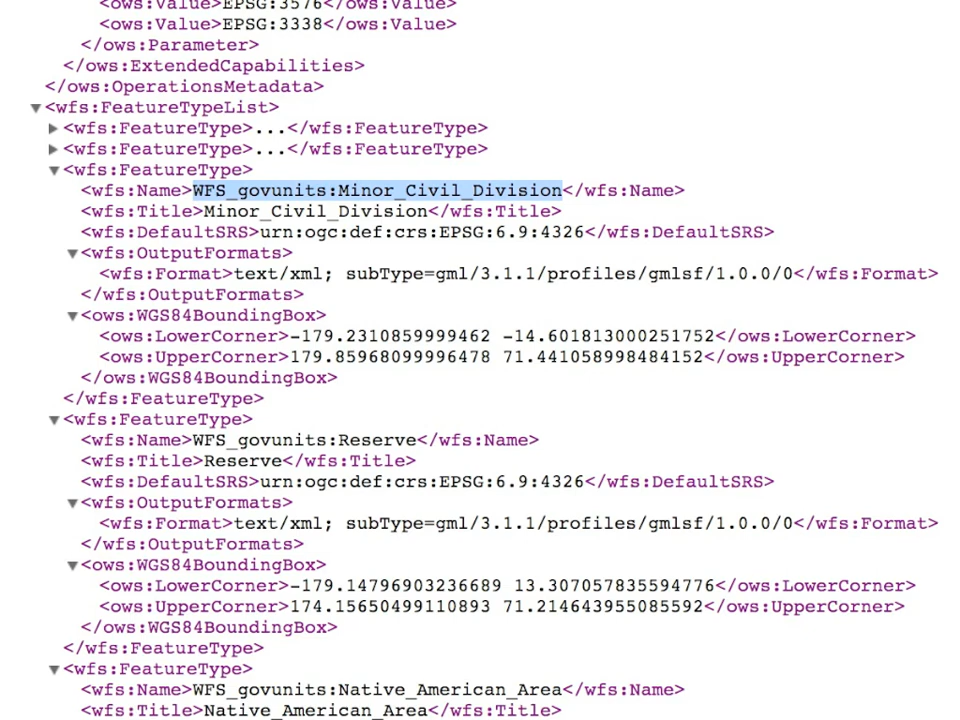 <ows:Value>EPSG:3576</ows:Value>
<ows:Value>EPSG:3338</ows:Value>
</ows:Parameter>
</ows:ExtendedCapabilities>
</ows:OperationsMetadata>
<wfs:FeatureTypeList>
<wfs:FeatureType>...</wfs:FeatureType>
<wfs:FeatureType>...</wfs:FeatureType>
<wfs:FeatureType>
<wfs:Name>WFS_govunits:Minor_Civil_Division</wfs:Name>
<wfs:Title>Minor_Civil_Division</wfs:Title>
<wfs:DefaultSRS>urn:ogc:def:crs:EPSG:6.9:4326</wfs:DefaultSRS>
<wfs:OutputFormats>
<wfs:Format>text/xml; subType=gml/3.1.1/profiles/gmlsf/1.0.0/0</wfs:Format>
</wfs:OutputFormats>
<ows:WGS84BoundingBox>
<ows:LowerCorner>-179.2310859999462 -14.601813000251752</ows:LowerCorner>
<ows:UpperCorner>179.85968099996478 71.441058998484152</ows:UpperCorner>
</ows:WGS84BoundingBox>
</wfs:FeatureType>
<wfs:FeatureType>
<wfs:Name>WFS_govunits:Reserve</wfs:Name>
<wfs:Title>Reserve</wfs:Title>
<wfs:DefaultSRS>urn:ogc:def:crs:EPSG:6.9:4326</wfs:DefaultSRS>
<wfs:OutputFormats>
<wfs:Format>text/xml; subType=gml/3.1.1/profiles/gmlsf/1.0.0/0</wfs:Format>
</wfs:OutputFormats>
<ows:WGS84BoundingBox>
<ows:LowerCorner>-179.14796903236689 13.307057835594776</ows:LowerCorner>
<ows:UpperCorner>174.15650499110893 71.214643955085592</ows:UpperCorner>
</ows:WGS84BoundingBox>
</wfs:FeatureType>
<wfs:FeatureType>
<wfs:Name>WFS_govunits:Native_American_Area</wfs:Name>
<wfs:Title>Native_American_Area</wfs:Title>